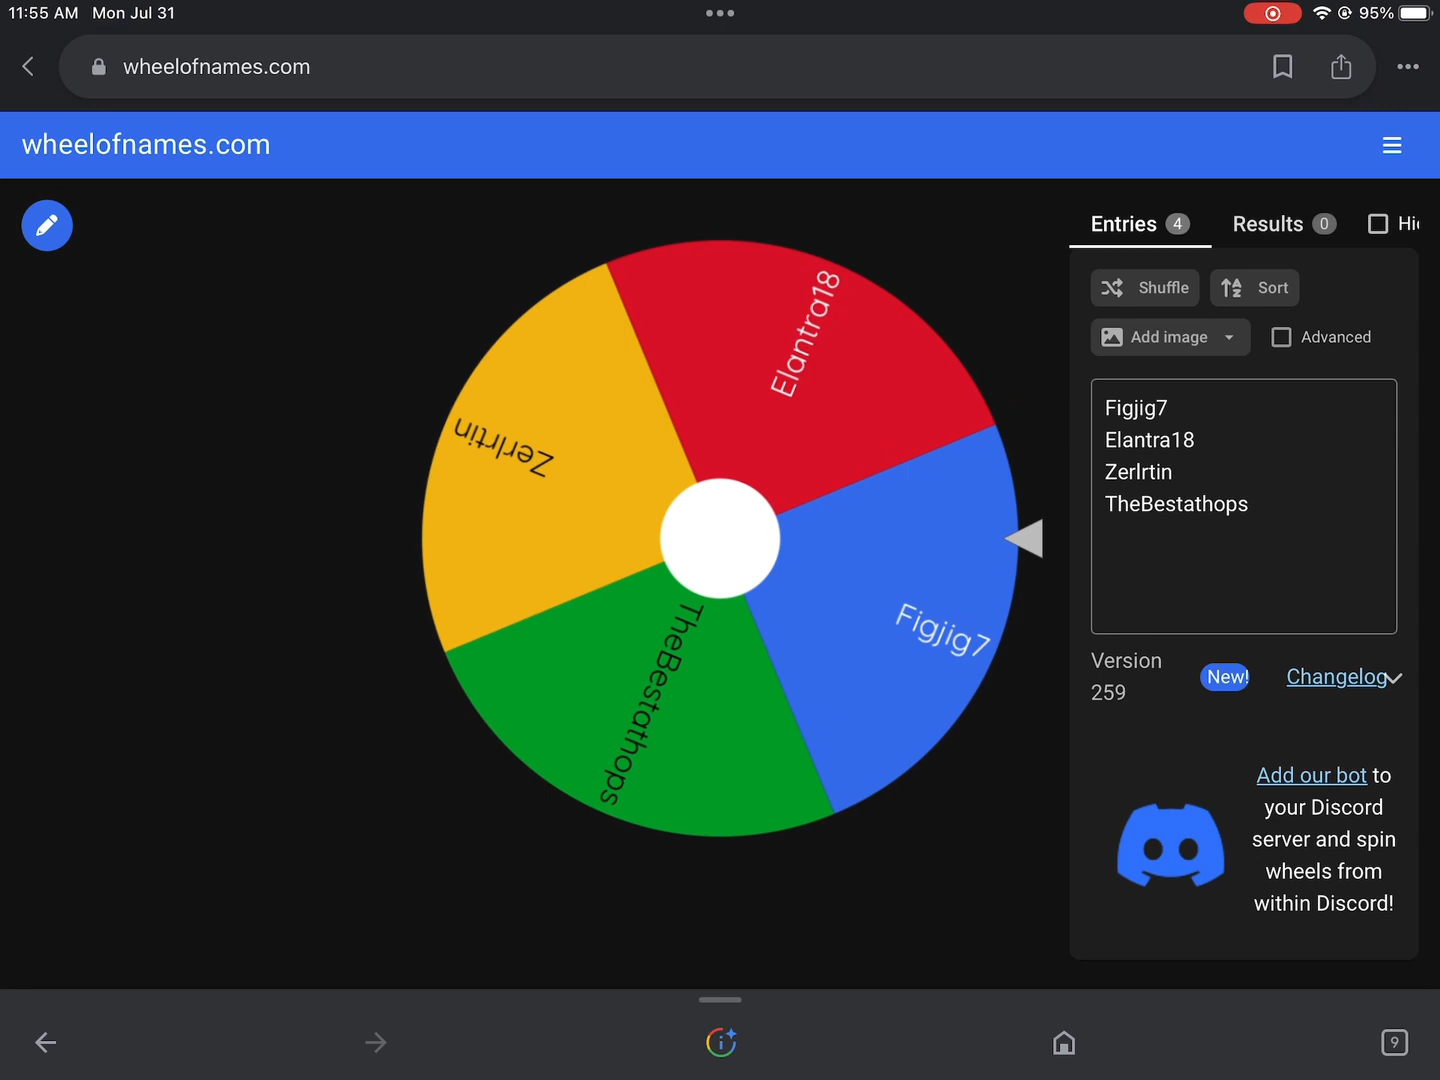 11:55 AM Mon Jul 31
95%
wheelofnames.com
wheelofnames.com
Entries 4
Results 0
Hi
Shuffle
Sort
Add image
Advanced
Figjig7
Elantra18
Zerlrtin
TheBestathops
Elantra18
Zerlrtin
Figjig7
TheBestathops
Version
259
New!
Changelog
Add our bot to
your Discord
server and spin
wheels from
within Discord!
9